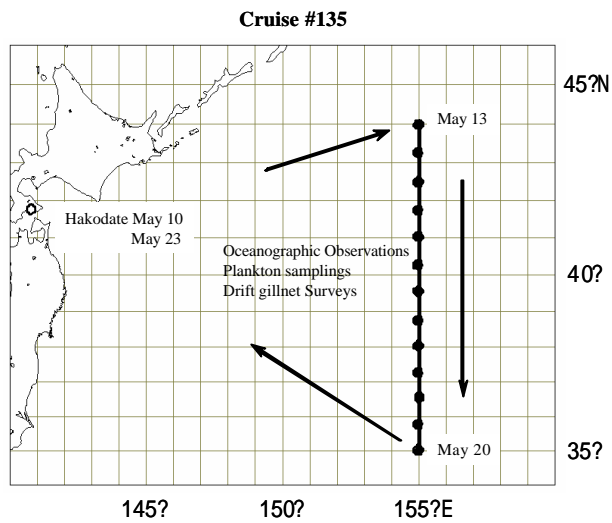 Cruise #135
45?N
May 13
Hakodate May 10
May 23
Oceanographic Observations
Plankton samplings
Drift gillnet Surveys
40?
May 20
35?
145?
150?
155?E